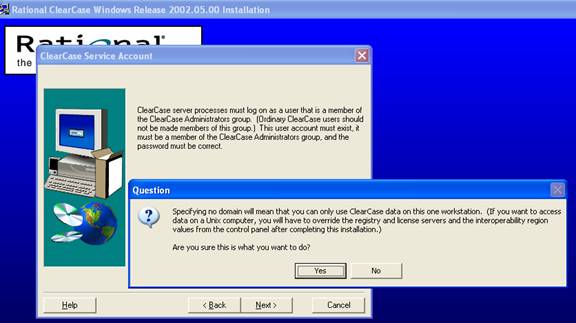 Rational ClearCase Windows Release 2002.05.00 Installation
Rational
the
ClearCase Service Account
ClearCase server processes must log on as a user that is a member of
the ClearCase Administrators group. (Ordinary ClearCase users should
not be made members of this group.) This user account must exist, it
must be a member of the ClearCase Administrators group, and the
password must be correct.
Question
Specifying no domain will mean that you can only use ClearCase data on this one workstation. (If you want to access
data on a Unix computer, you will have to override the registry and license servers and the interoperability region
values from the control panel after completing this installation.)
Are you sure this is what you want to do?
Yes
No
Help
< Back
Next >
Cancel